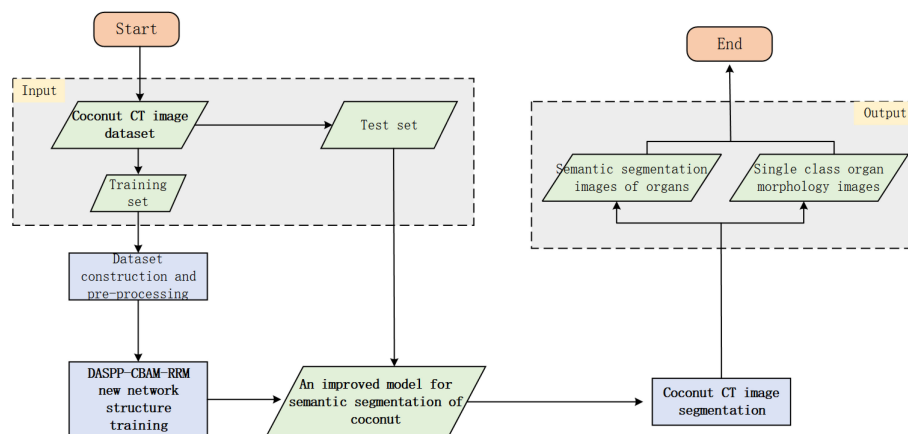 Start
Input
Coconut CT image
dataset
Test set
Training
set
Dataset
construction and
pre-processing
DASPP-CBAM-RRM
new network
structure
training
An improved model for
semantic segmentation of
coconut
Coconut CT image
segmentation
End
Output
Semantic segmentation
images of organs
Single class organ
morphology images